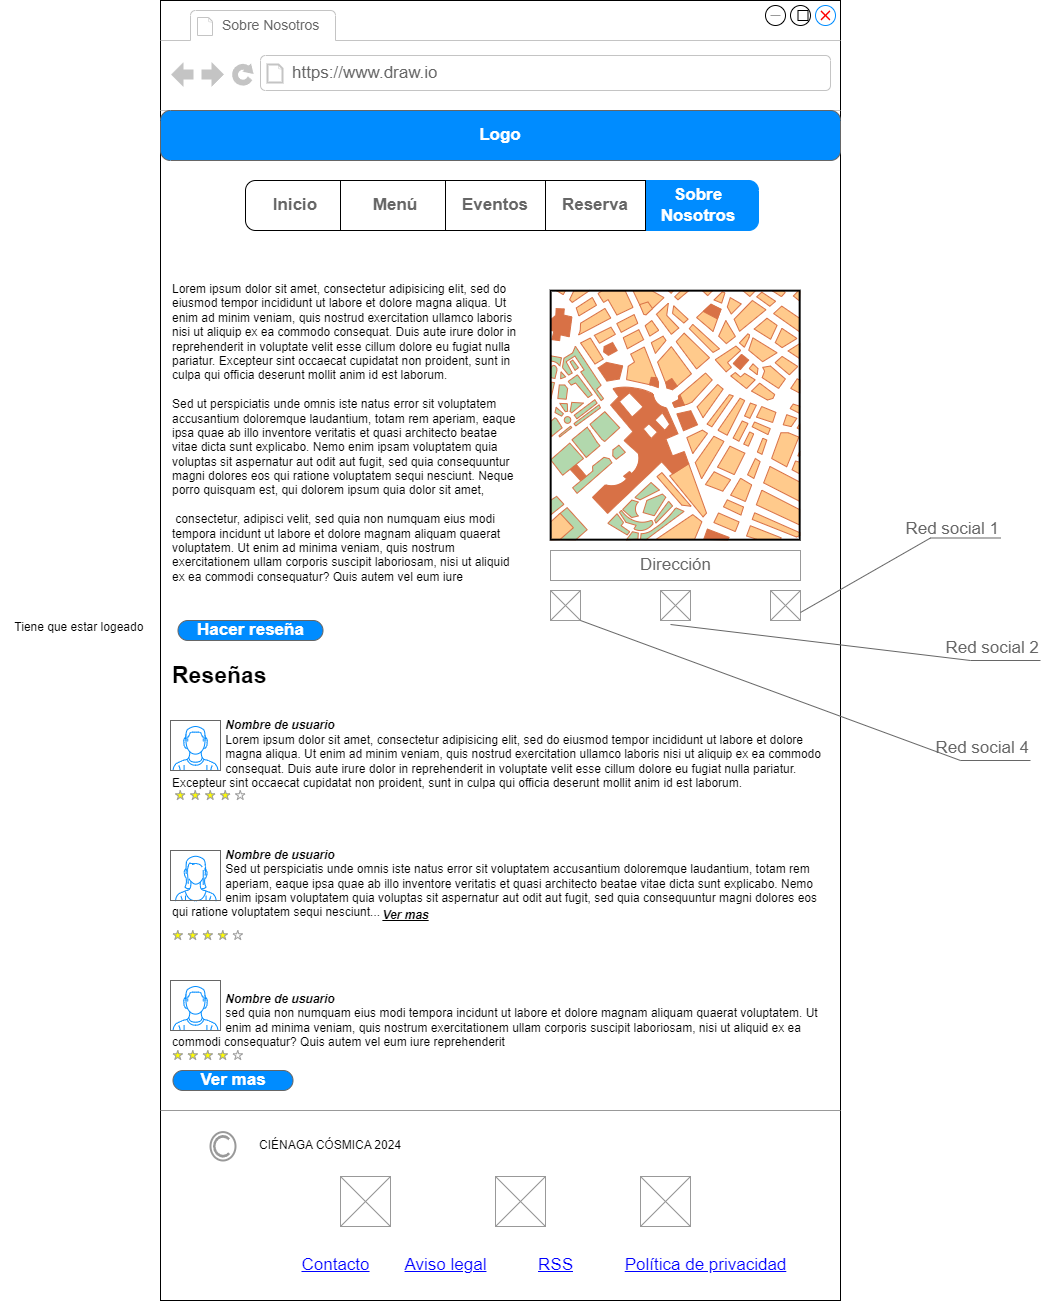 Sobre Nosotros
https://www.draw.io
Logo
Inicio
Menú
Eventos
Reserva
Sobre
Nosotros
Lorem ipsum dolor sit amet, consectetur adipisicing elit, sed do
eiusmod tempor incididunt ut labore et dolore magna aliqua. Ut
enim ad minim veniam, quis nostrud exercitation ullamco laboris
nisi ut aliquip ex ea commodo consequat. Duis aute irure dolor in
reprehenderit in voluptate velit esse cillum dolore eu fugiat nulla
pariatur. Excepteur sint occaecat cupidatat non proident, sunt in
culpa qui officia deserunt mollit anim id est laborum.
Sed ut perspiciatis unde omnis iste natus error sit voluptatem
accusantium doloremque laudantium, totam rem aperiam, eaque
ipsa quae ab illo inventore veritatis et quasi architecto beatae
vitae dicta sunt explicabo. Nemo enim ipsam voluptatem quia
voluptas sit aspernatur aut odit aut fugit, sed quia consequuntur
magni dolores eos qui ratione voluptatem sequi nesciunt. Neque
porro quisquam est, qui dolorem ipsum quia dolor sit amet,
consectetur, adipisci velit, sed quia non numquam eius modi
tempora incidunt ut labore et dolore magnam aliquam quaerat
voluptatem. Ut enim ad minima veniam, quis nostrum
exercitationem ullam corporis suscipit laboriosam, nisi ut aliquid
ex ea commodi consequatur? Quis autem vel eum iure
Dirección
Red social 1
Red social 2
Red social 4
Tiene que estar logeado
Hacer reseña
Reseñas
Nombre de usuario
Lorem ipsum dolor sit amet, consectetur adipisicing elit, sed do eiusmod tempor incididunt ut labore et dolore
magna aliqua. Ut enim ad minim veniam, quis nostrud exercitation ullamco laboris nisi ut aliquip ex ea commodo
consequat. Duis aute irure dolor in reprehenderit in voluptate velit esse cillum dolore eu fugiat nulla pariatur.
Excepteur sint occaecat cupidatat non proident, sunt in culpa qui officia deserunt mollit anim id est laborum.
Nombre de usuario
Sed ut perspiciatis unde omnis iste natus error sit voluptatem accusantium doloremque laudantium, totam rem
aperiam, eaque ipsa quae ab illo inventore veritatis et quasi architecto beatae vitae dicta sunt explicabo. Nemo
enim ipsam voluptatem quia voluptas sit aspernatur aut odit aut fugit, sed quia consequuntur magni dolores eos
qui ratione voluptatem sequi nesciunt... Ver mas
Nombre de usuario
sed quia non numquam eius modi tempora incidunt ut labore et dolore magnam aliquam quaerat voluptatem. Ut
enim ad minima veniam, quis nostrum exercitationem ullam corporis suscipit laboriosam, nisi ut aliquid ex ea
commodi consequatur? Quis autem vel eum iure reprehenderit
Ver mas
© CIÉNAGA CÓSMICA 2024
Contacto
Aviso legal
RSS
Política de privacidad